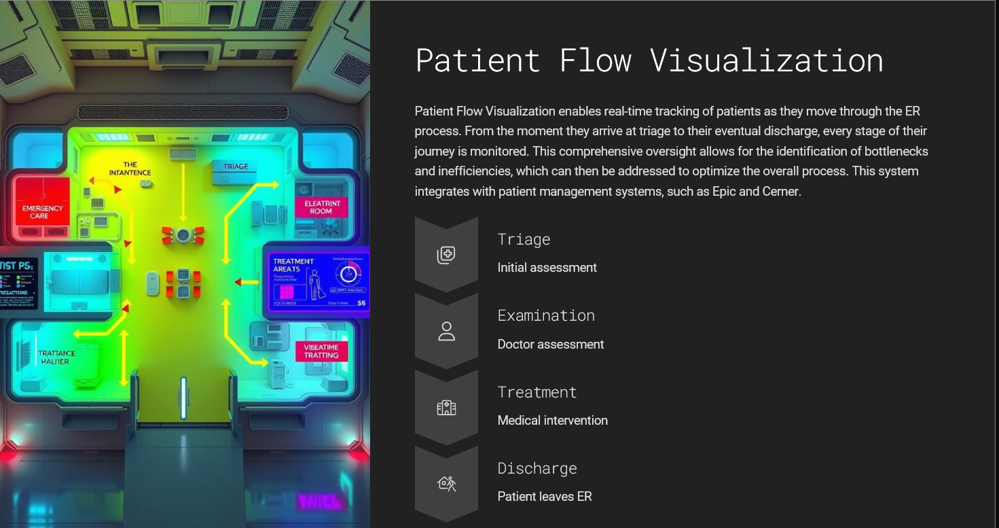 Patient Flow Visualization
Patient Flow Visualization enables real-time tracking of patients as they move through the ER
process. From the moment they arrive at triage to their eventual discharge, every stage of their
journey is monitored. This comprehensive oversight allows for the identification of bottlenecks
and inefficiencies, which can then be addressed to optimize the overall process. This system
integrates with patient management systems, such as Epic and Cerner.
Triage
Initial assessment
Examination
Doctor assessment
Treatment
Medical intervention
Discharge
Patient leaves ER
THE
INTANTENCE
TRIAGE
EMERGENCY
CARE
ELEATRINT
ROOM
TIST PS
TREATMENT
AREATS
56
TRATTANCE
HALIIER
VIEEATIME
TRATTING